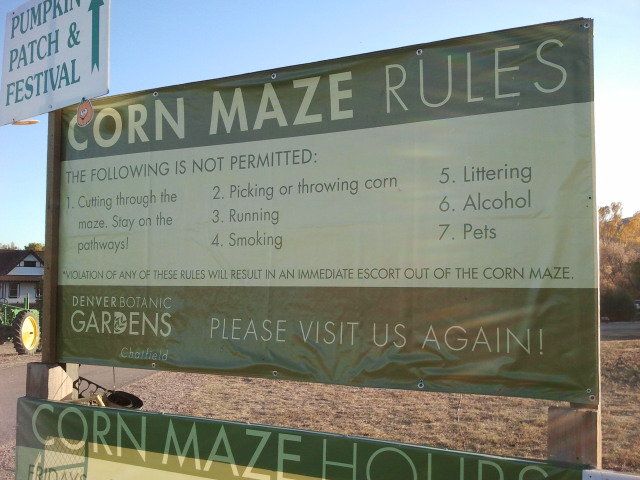 PUMPKIN
PATCH &
FESTIVAL
CORN MAZE RULES
THE FOLLOWING IS NOT PERMITTED:
1. Cutting through the
maze. Stay on the
pathways!
2. Picking or throwing corn
3. Running
4. Smoking
5. Littering
6. Alcohol
7. Pets
*VIOLATION OF ANY OF THESE RULES WILL RESULT IN AN IMMEDIATE ESCORT OUT OF THE CORN MAZE.
DENVER BOTANIC
GARDENS
Chatfield
PLEASE VISIT US AGAIN!
CORN MAZE HOURS
FRIDAYS